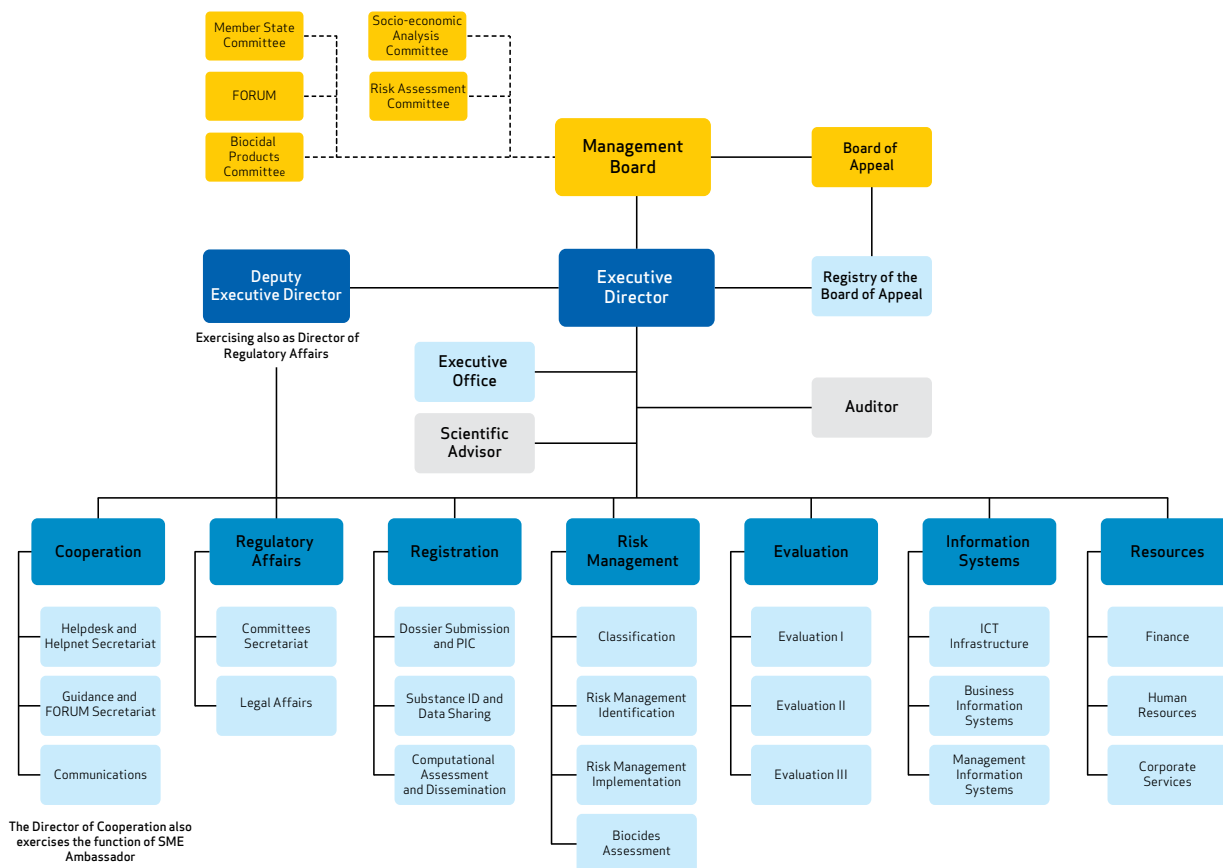 Member State
Committee
Socio-economic
Analysis
Committee
FORUM
Risk Assessment
Committee
Biocidal
Products
Committee
Management
Board
Board of
Appeal
Deputy
Executive Director
Executive
Director
Registry of the
Board of Appeal
Exercising also as Director of
Regulatory Affairs
Executive
Office
Auditor
Scientific
Advisor
Cooperation
Regulatory
Affairs
Registration
Risk
Management
Evaluation
Information
Systems
Resources
Helpdesk and
Helpnet Secretariat
Committees
Secretariat
Dossier Submission
and PIC
Classification
Evaluation I
ICT
Infrastructure
Finance
Guidance and
FORUM Secretariat
Legal Affairs
Substance ID and
Data Sharing
Risk Management
Identification
Evaluation II
Business
Information
Systems
Human
Resources
Communications
Computational
Assessment
and Dissemination
Risk Management
Implementation
Evaluation III
Management
Information
Systems
Corporate
Services
The Director of Cooperation also
exercises the function of SME
Ambassador
Biocides
Assessment